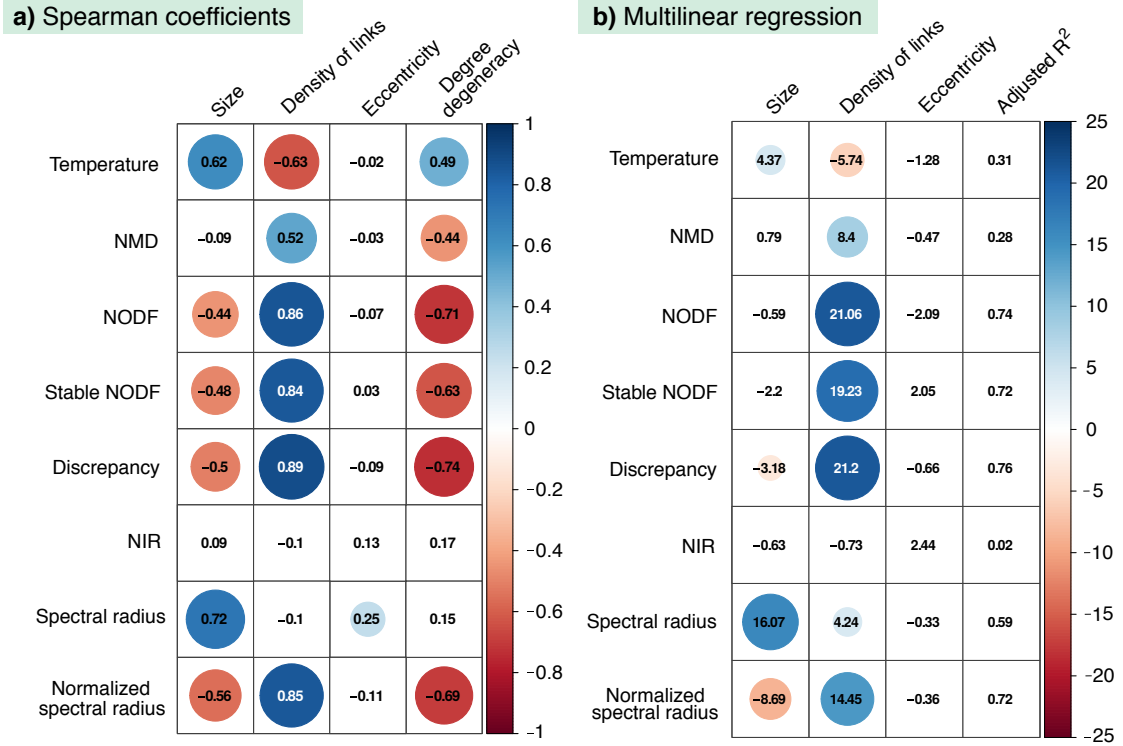 a) Spearman coefficients
Size
Density of links
Eccentricity
Degree
degeneracy
Temperature
0.62
−0.63
−0.02
0.49
NMD
−0.09
0.52
−0.03
−0.44
NODF
−0.44
0.86
−0.07
−0.71
Stable NODF
−0.48
0.84
0.03
−0.63
Discrepancy
−0.5
0.89
−0.09
−0.74
NIR
0.09
−0.1
0.13
0.17
Spectral radius
0.72
−0.1
0.25
0.15
Normalized
spectral radius
−0.56
0.85
−0.11
−0.69
1
0.8
0.6
0.4
0.2
0
−0.2
−0.4
−0.6
−0.8
−1
b) Multilinear regression
Size
Density of links
Eccentricity
Adjusted R²
Temperature
4.37
−5.74
−1.28
0.31
NMD
0.79
8.4
−0.47
0.28
NODF
−0.59
21.06
−2.09
0.74
Stable NODF
−2.2
19.23
2.05
0.72
Discrepancy
−3.18
21.2
−0.66
0.76
NIR
−0.63
−0.73
2.44
0.02
Spectral radius
16.07
4.24
−0.33
0.59
Normalized
spectral radius
−8.69
14.45
−0.36
0.72
25
20
15
10
5
0
−5
−10
−15
−20
−25